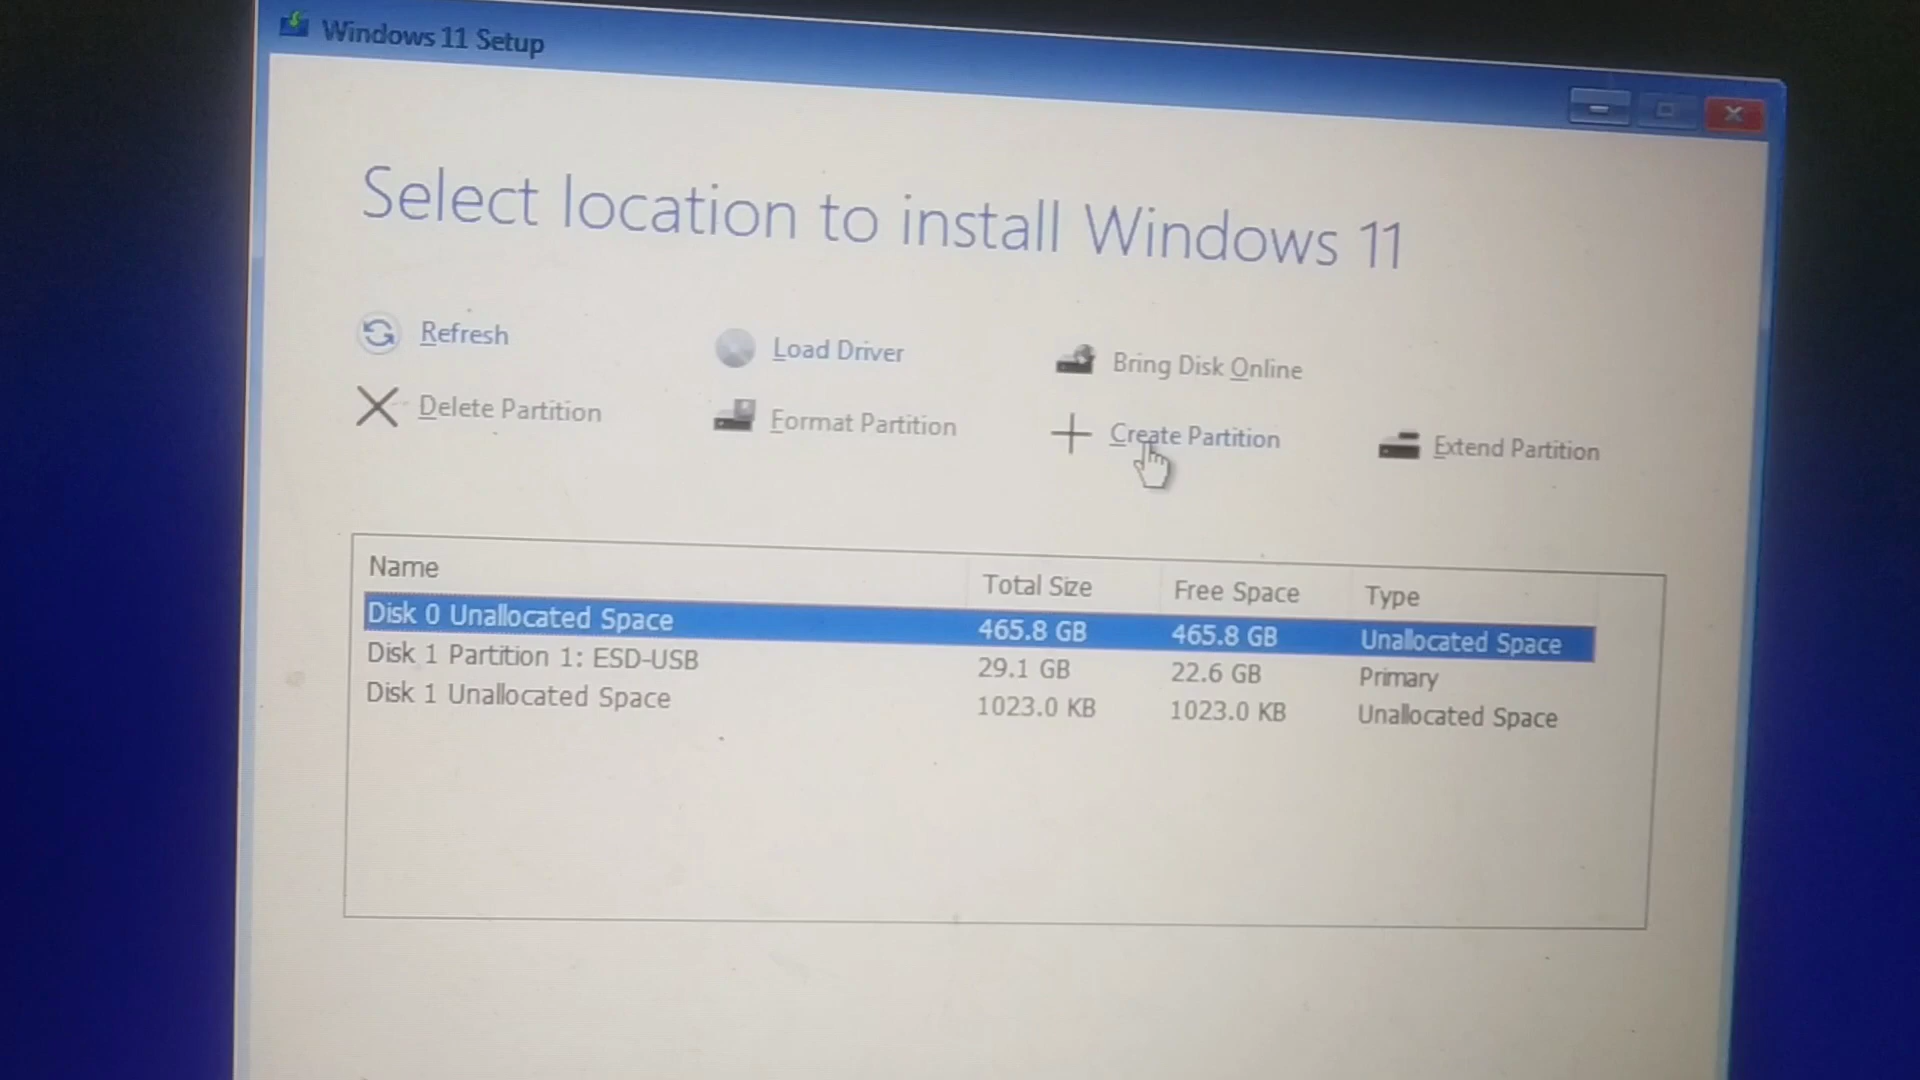 Windows 11 Setup
Select location to install Windows 11
Refresh
Load Driver
Bring Disk Online
Delete Partition
Format Partition
Create Partition
Extend Partition
Name Total Size Free Space Type
Disk 0 Unallocated Space 465.8 GB 465.8 GB Unallocated Space
Disk 1 Partition 1: ESD-USB 29.1 GB 22.6 GB Primary
Disk 1 Unallocated Space 1023.0 KB 1023.0 KB Unallocated Space